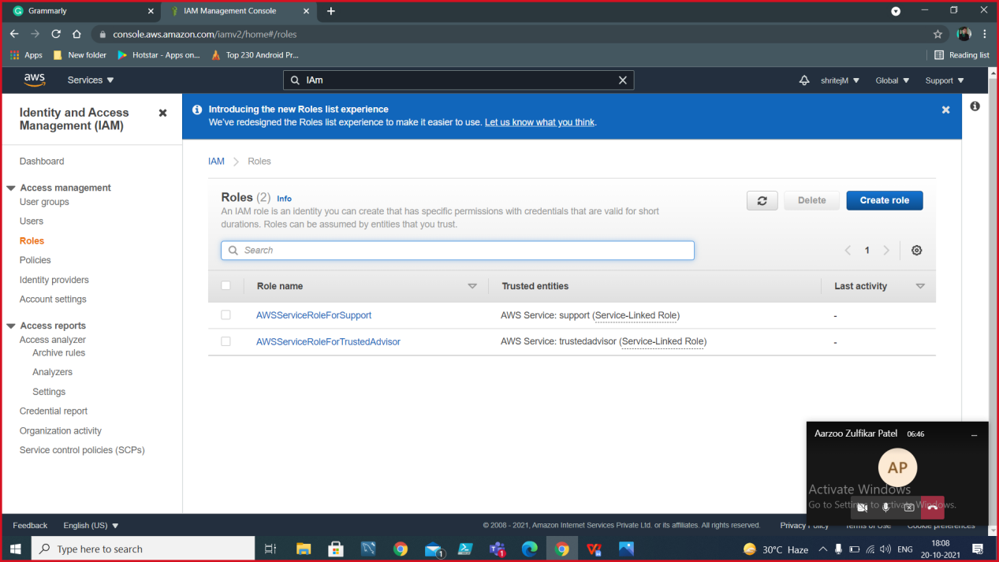 Grammarly
IAM Management Console
console.aws.amazon.com/iamv2/home#/roles
Apps
New folder
Hotstar - Apps on...
Top 230 Android Pr...
Reading list
aws
Services
IAm
shritejM
Global
Support
Identity and Access
Management (IAM)
Dashboard
Access management
User groups
Users
Roles
Policies
Identity providers
Account settings
Access reports
Access analyzer
Archive rules
Analyzers
Settings
Credential report
Organization activity
Service control policies (SCPs)
Introducing the new Roles list experience
We've redesigned the Roles list experience to make it easier to use. Let us know what you think.
IAM
Roles
Roles (2) Info
An IAM role is an identity you can create that has specific permissions with credentials that are valid for short
durations. Roles can be assumed by entities that you trust.
Delete
Create role
Search
1
Role name
Trusted entities
Last activity
AWSServiceRoleForSupport
AWS Service: support (Service-Linked Role)
-
AWSServiceRoleForTrustedAdvisor
AWS Service: trustedadvisor (Service-Linked Role)
-
Aarzoo Zulfikar Patel 06:46
AP
Activate Windows
Go to Settings to activate Windows.
Feedback
English (US)
© 2008 - 2021, Amazon Internet Services Private Ltd. or its affiliates. All rights reserved.
Privacy Policy
Terms of Use
Cookie preferences
Type here to search
1
1
30°C Haze
ENG
18:08
20-10-2021